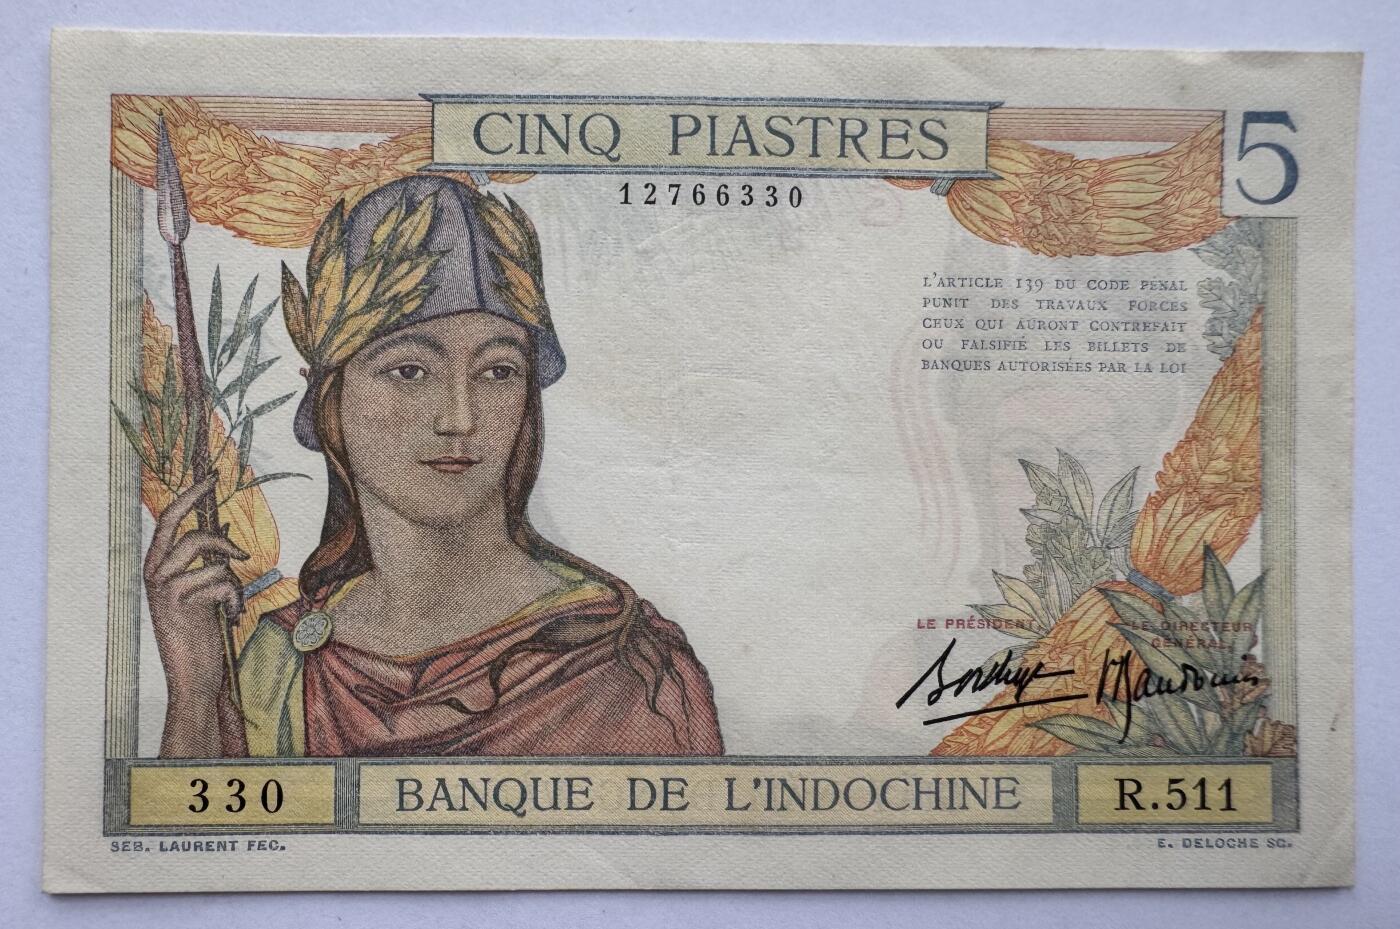 CINQ PIASTRES
5
12766330
L'ARTICLE 139 DU CODE PÉNAL
PUNIT DES TRAVAUX FORCES
CEUX QUI AURONT CONTREFAIT
OU FALSIFIÉ LES BILLETS DE
BANQUES AUTORISÉES PAR LA LOI
LE PRÉSIDENT,
LE DIRECTEUR
GÉNÉRAL,
330
BANQUE DE L'INDOCHINE
R.511
SEB. LAURENT FEC.
E. DELOCHE SC.